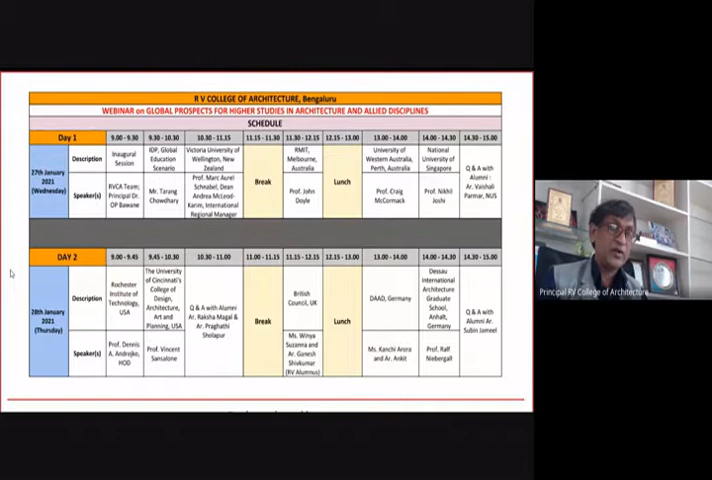 R V COLLEGE OF ARCHITECTURE, Bengaluru
WEBINAR on GLOBAL PROSPECTS FOR HIGHER STUDIES IN ARCHITECTURE AND ALLIED DISCIPLINES
SCHEDULE
Day 1 9.00 - 9.30 9.30 - 10.30 10.30 - 11.15 11.15 - 11.30 11.30 - 12.15 12.15 - 13.00 13.00 - 14.00 14.00 - 14.30 14.30 - 15.00
27th January
2021
(Wednesday)
Description
Inaugural
Session
IDP, Global
Education
Scenario
Victoria University of
Wellington, New
Zealand
Break
RMIT,
Melbourne,
Australia
Lunch
University of
Western Australia,
Perth, Australia
National
University of
Singapore
Q & A with
Alumni :
Ar. Vaishali
Parmar, NUS
Speaker(s)
RVCA Team;
Principal Dr.
OP Bawane
Mr. Tarang
Chowdhary
Prof. Marc Aurel
Schnabel, Dean
Andrea McLeod-
Karim, International
Regional Manager
Prof. John
Doyle
Prof. Craig
McCormack
Prof. Nikhil
Joshi
DAY 2 9.00 - 9.45 9.45 - 10.30 10.30 - 11.00 11.00 - 11.15 11.15 - 12.15 12.15 - 13.00 13.00 - 14.00 14.00 - 14.30 14.30 - 15.00
28th January
2021
(Thursday)
Description
Rochester
Institute of
Technology,
USA
The University
of Cincinnati's
College of
Design,
Architecture,
Art and
Planning, USA
Q & A with Alumni
Ar. Raksha Magal &
Ar. Praghathi
Sholapur
Break
British
Council, UK
Lunch
DAAD, Germany
Dessau
International
Architecture
Graduate
School,
Anhalt,
Germany
Q & A with
Alumni Ar.
Subin Jameel
Speaker(s)
Prof. Dennis
A. Andrejko,
HOD
Prof. Vincent
Sansalone
Ms. Winya
Suzanna and
Ar. Ganesh
Shivkumar
(RV Alumnus)
Ms. Kanchi Arora
and Ar. Ankit
Prof. Ralf
Niebergall
Principal RV College of Architecture